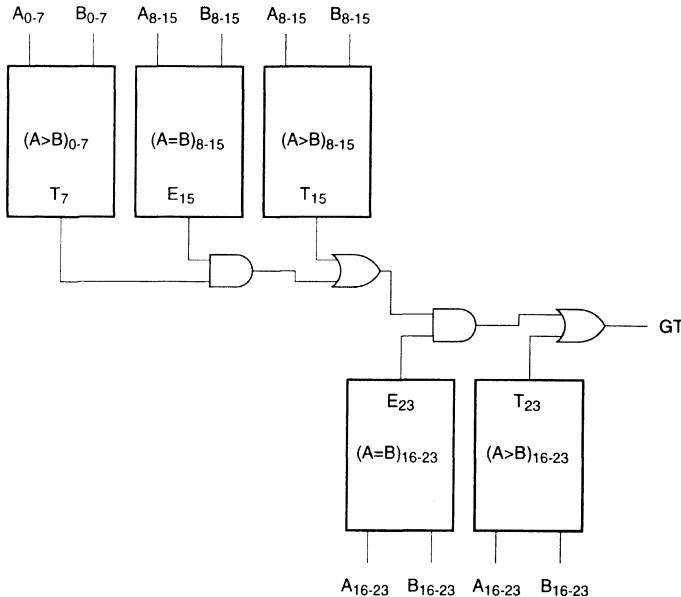 A0-7 B0-7 A8-15 B8-15 A8-15 B8-15
(A>B)0-7 (A=B)8-15 (A>B)8-15
T7 E15 T15
GT
E23 T23
(A=B)16-23 (A>B)16-23
A16-23 B16-23 A16-23 B16-23